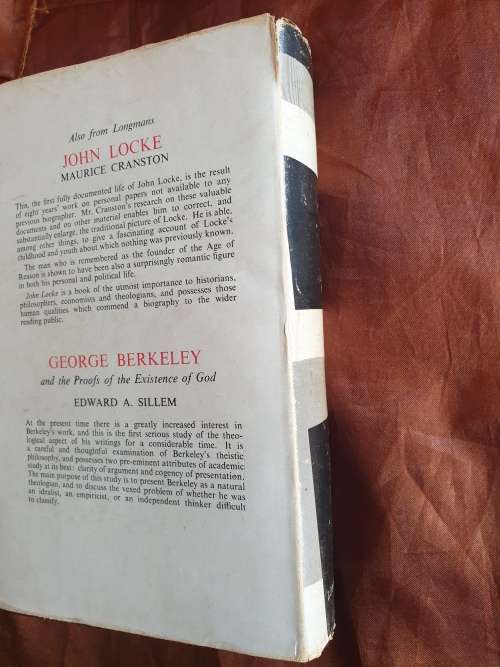 Also from Longmans
JOHN LOCKE
MAURICE CRANSTON
This, the first fully documented life of John Locke, is the result
of eight years' work on personal papers not available to any
previous biographer. Mr. Cranston's research on these valuable
documents and on other material enables him to correct, and
substantially enlarge, the traditional picture of Locke. He is able,
among other things, to give a fascinating account of Locke's
childhood and youth about which nothing was previously known.
The man who is remembered as the founder of the Age of
Reason is shown to have been also a surprisingly romantic figure
in both his personal and political life.
John Locke is a book of the utmost importance to historians,
philosophers, economists and theologians, and possesses those
human qualities which commend a biography to the wider
reading public.
GEORGE BERKELEY
and the Proofs of the Existence of God
EDWARD A. SILLEM
At the present time there is a greatly increased interest in
Berkeley's work, and this is the first serious study of the theo-
logical aspect of his writings for a considerable time. It is
a careful and thoughtful examination of Berkeley's theistic
philosophy, and possesses two pre-eminent attributes of academic
study at its best: clarity of argument and cogency of presentation.
The main purpose of this study is to present Berkeley as a natural
theologian, and to discuss the vexed problem of whether he was
an idealist, an empiricist, or an independent thinker difficult
to classify.